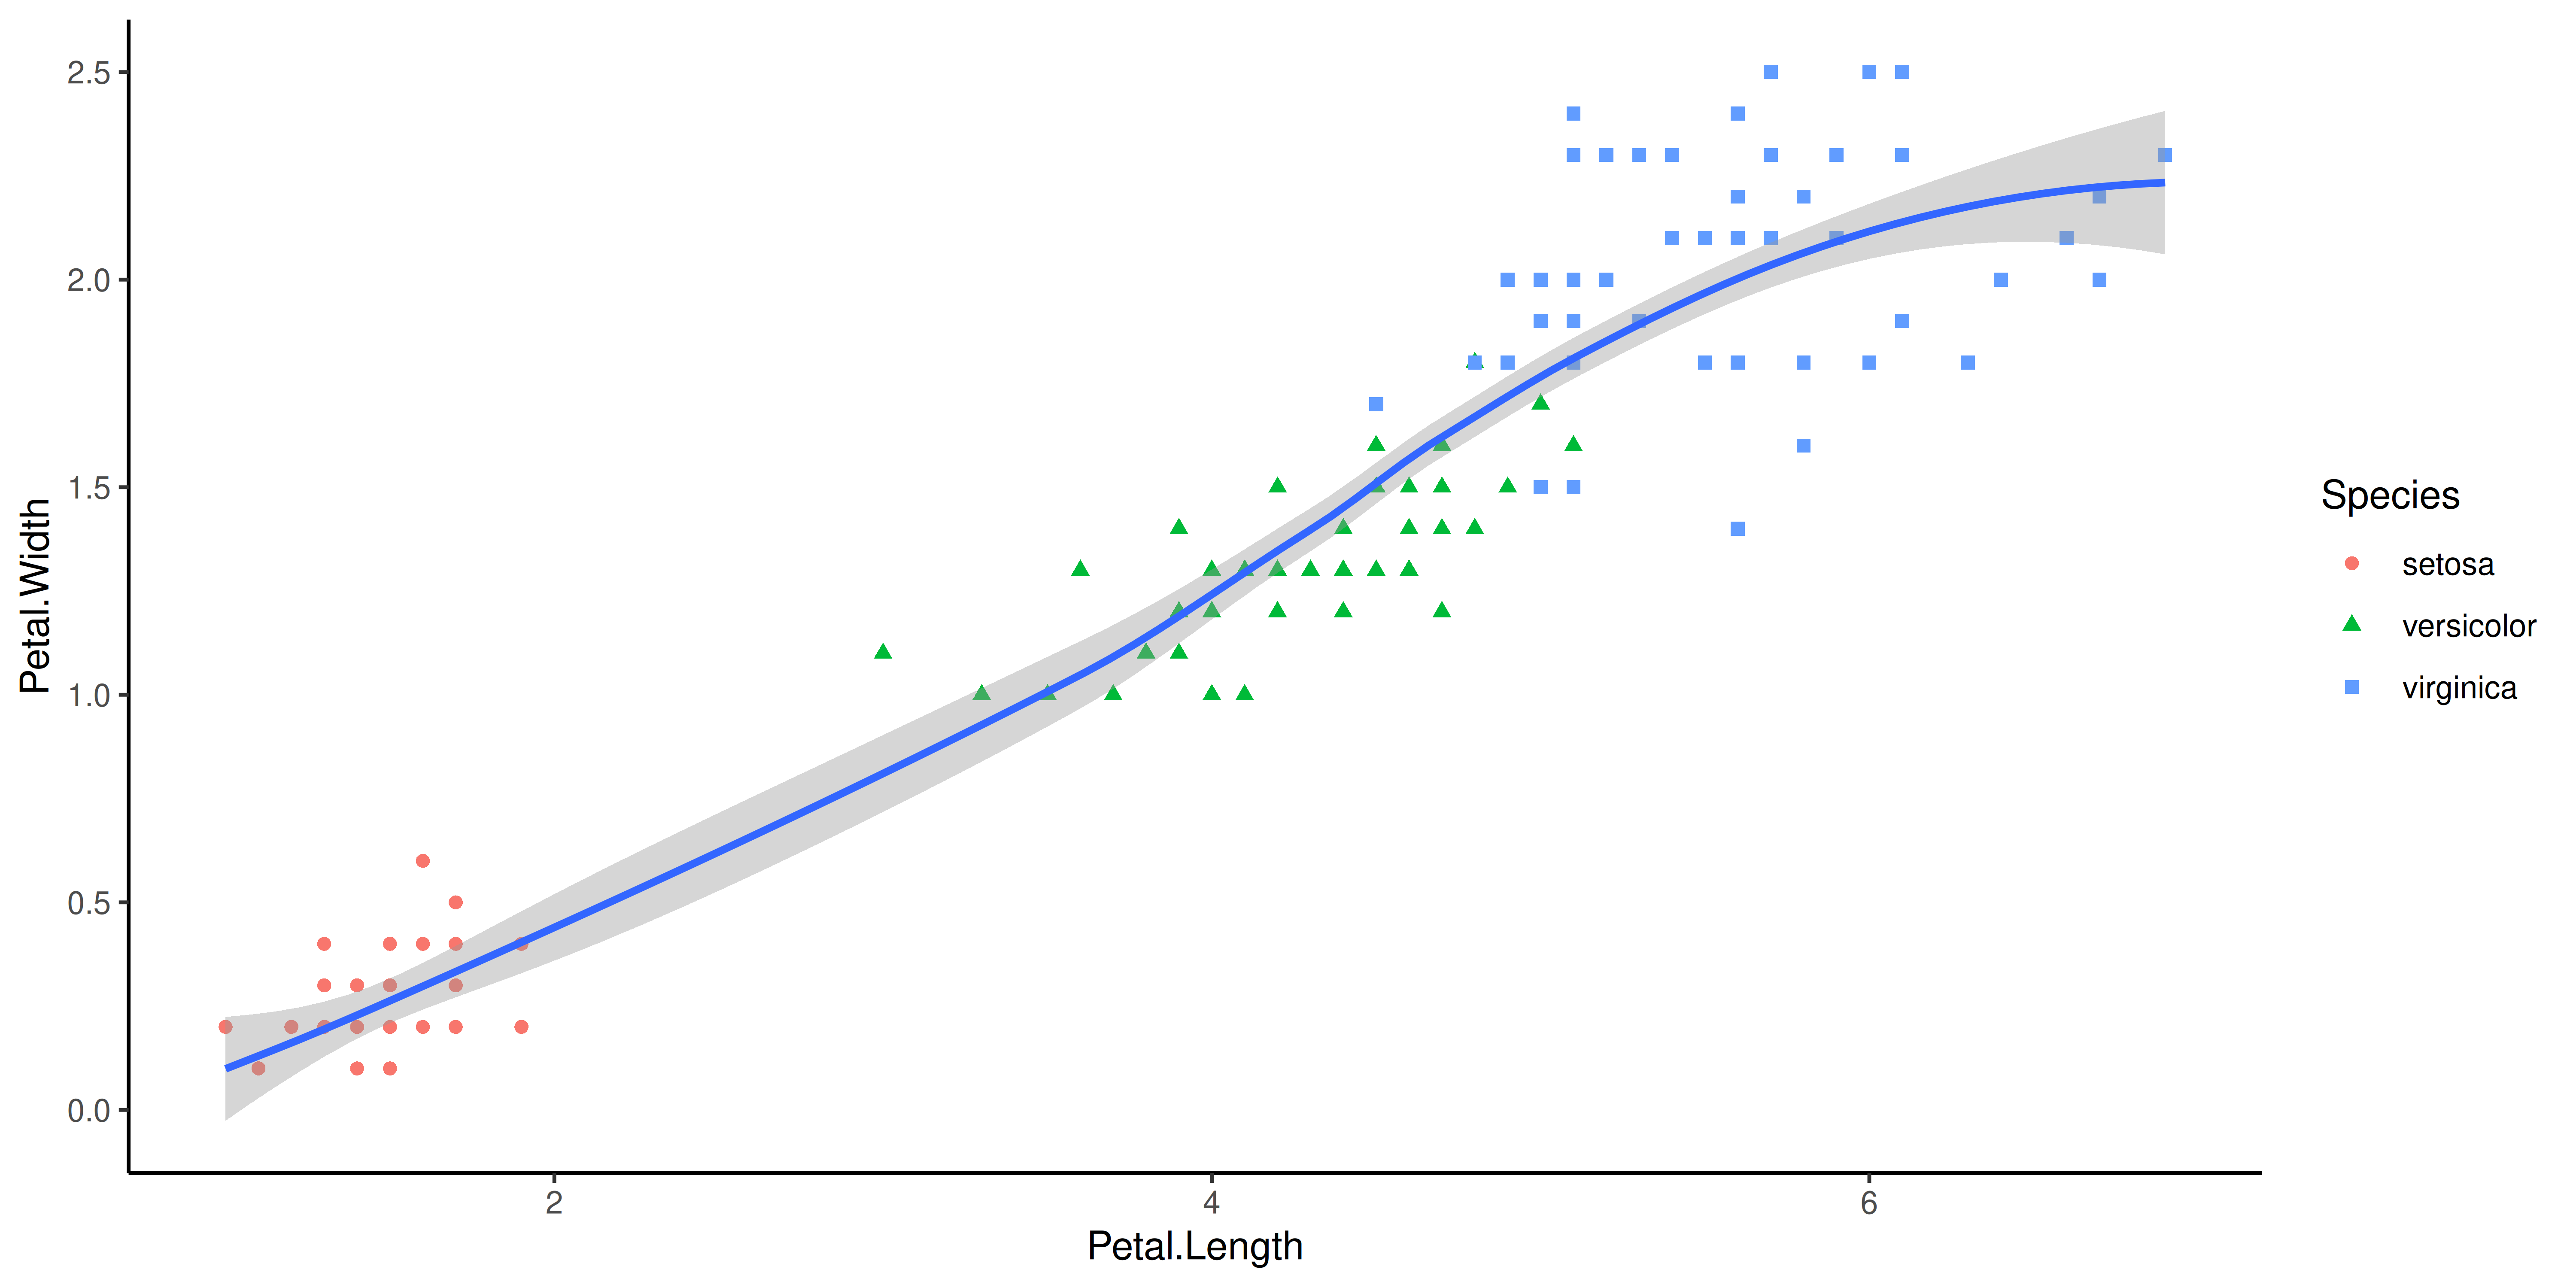 2.5
2.0
1.5
1.0
0.5
0.0
Petal.Width
2 4 6
Petal.Length
Species
setosa
versicolor
virginica